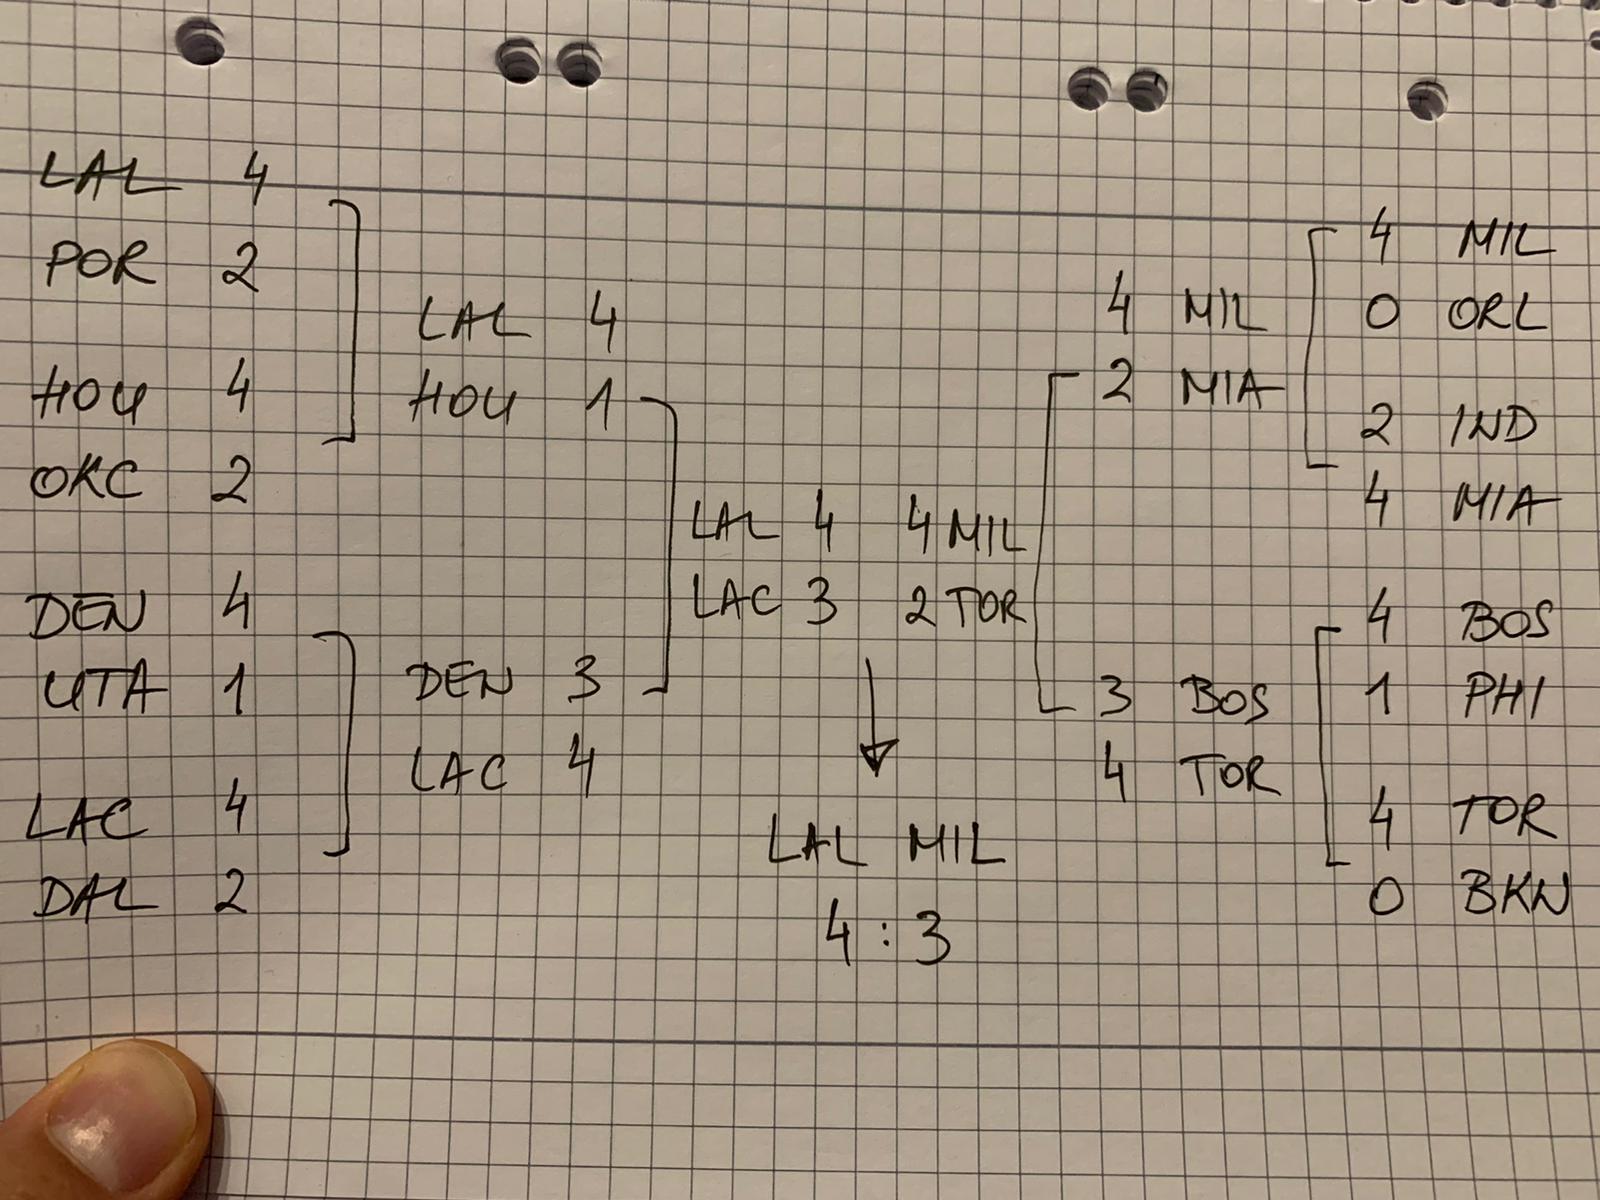 LAL 4
POR 2
HOU 4
OKC 2
DEN 4
UTA 1
LAC 4
DAL 2
LAL 4
HOU 1
DEN 3
LAC 4
LAL 4 4 MIL
LAC 3 2 TOR
LAL MIL
4 : 3
4 MIL
2 MIA
3 BOS
4 TOR
4 MIL
0 ORL
2 IND
4 MIA
4 BOS
1 PHI
4 TOR
0 BKN